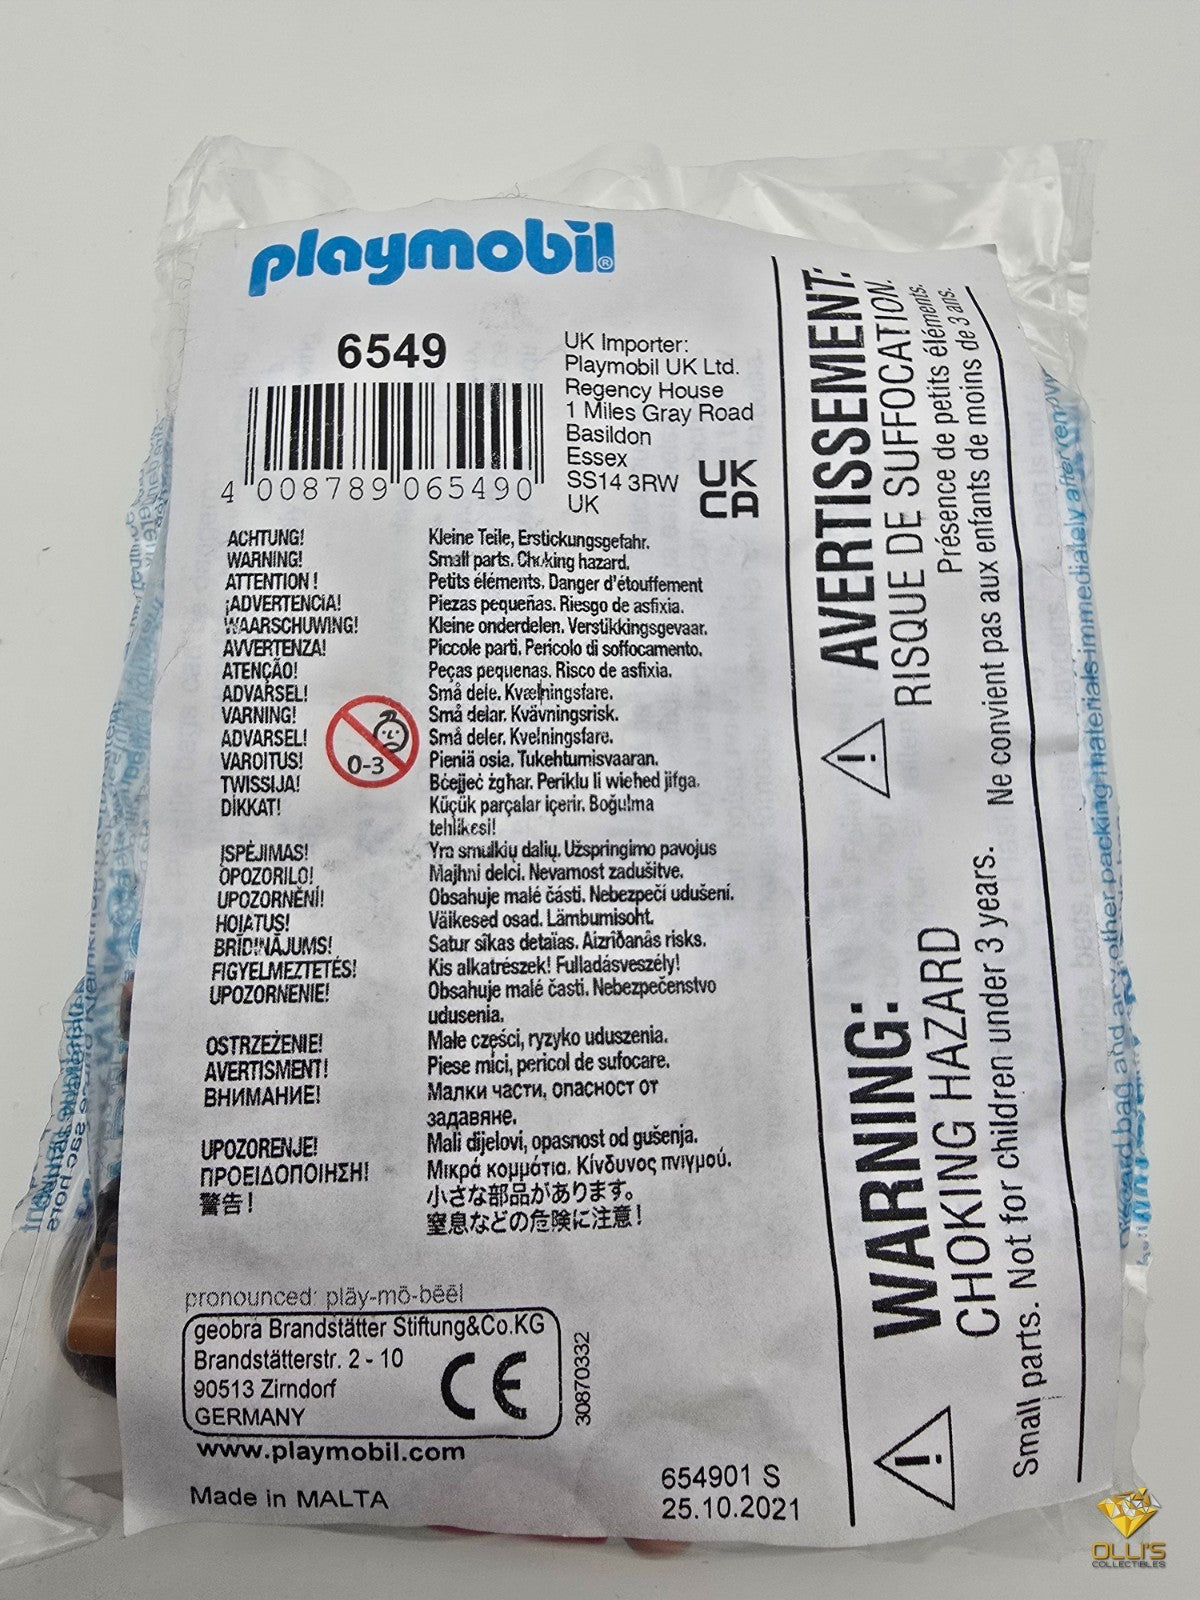 playmobil®
6549
4 008789 065490
UK Importer:
Playmobil UK Ltd.
Regency House
1 Miles Gray Road
Basildon
Essex
SS14 3RW
UK
UK
CA
ACHTUNG! Kleine Teile, Erstickungsgefahr.
WARNING! Small parts. Choking hazard.
ATTENTION ! Petits éléments. Danger d'étouffement
¡ADVERTENCIA! Piezas pequeñas. Riesgo de asfixia.
WAARSCHUWING! Kleine onderdelen. Verstikkingsgevaar.
AVVERTENZA! Piccole parti. Pericolo di soffocamento.
ATENÇÃO! Peças pequenas. Risco de asfixia.
ADVARSEL! Små dele. Kvælningsfare.
VARNING! Små delar. Kvävningsrisk.
ADVARSEL! Små deler. Kvelningsfare.
VAROITUS! Pieniä osia. Tukehtumisvaaran.
TWISSIJA! Bċejjeċ żgħar. Periklu li wieħed jifga.
DİKKAT! Küçük parçalar içerir. Boğulma
tehlikesi!
0-3
ĮSPĖJIMAS! Yra smulkių dalių. Užspringimo pavojus
OPOZORILO! Majhni delci. Nevarnost zadušitve.
UPOZORNĚNÍ! Obsahuje malé části. Nebezpečí udušení.
HOIATUS! Väikesed osad. Lämbumisoht.
BRĪDINĀJUMS! Satur sīkas detaļas. Aizrīšanās risks.
FIGYELMEZTETÉS! Kis alkatrészek! Fulladásveszély!
UPOZORNENIE! Obsahuje malé časti. Nebezpečenstvo
udusenia.
OSTRZEŻENIE! Małe części, ryzyko uduszenia.
AVERTISMENT! Piese mici, pericol de sufocare.
ВНИМАНИЕ! Малки части, опасност от
задавяне.
UPOZORENJE! Mali dijelovi, opasnost od gušenja.
ΠΡΟΕΙΔΟΠΟΙΗΣΗ! Μικρά κομμάτια. Κίνδυνος πνιγμού.
警告! 小さな部品があります。
窒息などの危険に注意!
pronounced: plāy-mō-bēēl
geobra Brandstätter Stiftung&Co.KG
Brandstätterstr. 2 - 10
90513 Zirndorf
GERMANY
CE
30870332
www.playmobil.com
Made in MALTA
654901 S
25.10.2021
AVERTISSEMENT:
RISQUE DE SUFFOCATION.
Présence de petits éléments.
Ne convient pas aux enfants de moins de 3 ans.
WARNING:
CHOKING HAZARD
Small parts. Not for children under 3 years.
Discard bag and any other packing materials immediately after remov
OLLI'S
COLLECTIBLES